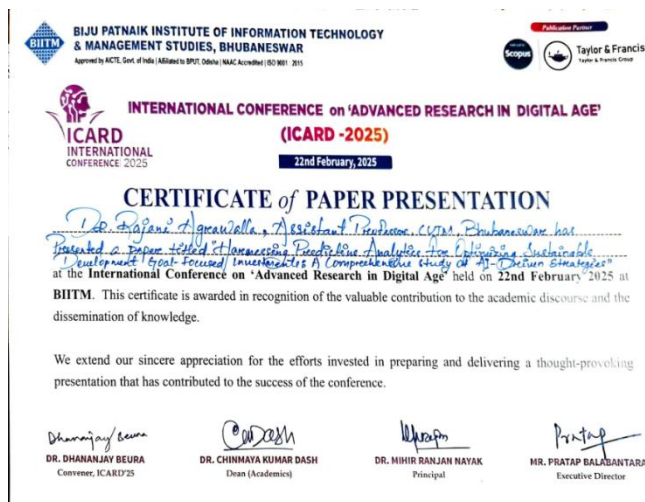 BIITM
BIJU PATNAIK INSTITUTE OF INFORMATION TECHNOLOGY
& MANAGEMENT STUDIES, BHUBANESWAR
Approved by AICTE, Govt. of India | Affiliated to BPUT, Odisha | NAAC Accredited | ISO 9001 : 2015
Publication Partner
Scopus
Taylor & Francis
Taylor & Francis Group
ICARD
INTERNATIONAL
CONFERENCE 2025
INTERNATIONAL CONFERENCE on 'ADVANCED RESEARCH IN DIGITAL AGE'
(ICARD -2025)
22nd February, 2025
CERTIFICATE of PAPER PRESENTATION
Dr. Rajani Agrawalla, Assistant Professor, CUTM, Bhubaneswar has
Presented a paper titled "Harnessing Predictive Analytics For Optimizing Sustainable
Development Goal-Focused Investments: A Comprehensive Study of AI-Driven Strategies"
at the International Conference on 'Advanced Research in Digital Age' held on 22nd February 2025 at
BIITM. This certificate is awarded in recognition of the valuable contribution to the academic discourse and the
dissemination of knowledge.
We extend our sincere appreciation for the efforts invested in preparing and delivering a thought-provoking
presentation that has contributed to the success of the conference.
Dhananjay Beura
Pratap
DR. DHANANJAY BEURA
Convener, ICARD'25
DR. CHINMAYA KUMAR DASH
Dean (Academics)
DR. MIHIR RANJAN NAYAK
Principal
MR. PRATAP BALABANTARA
Executive Director